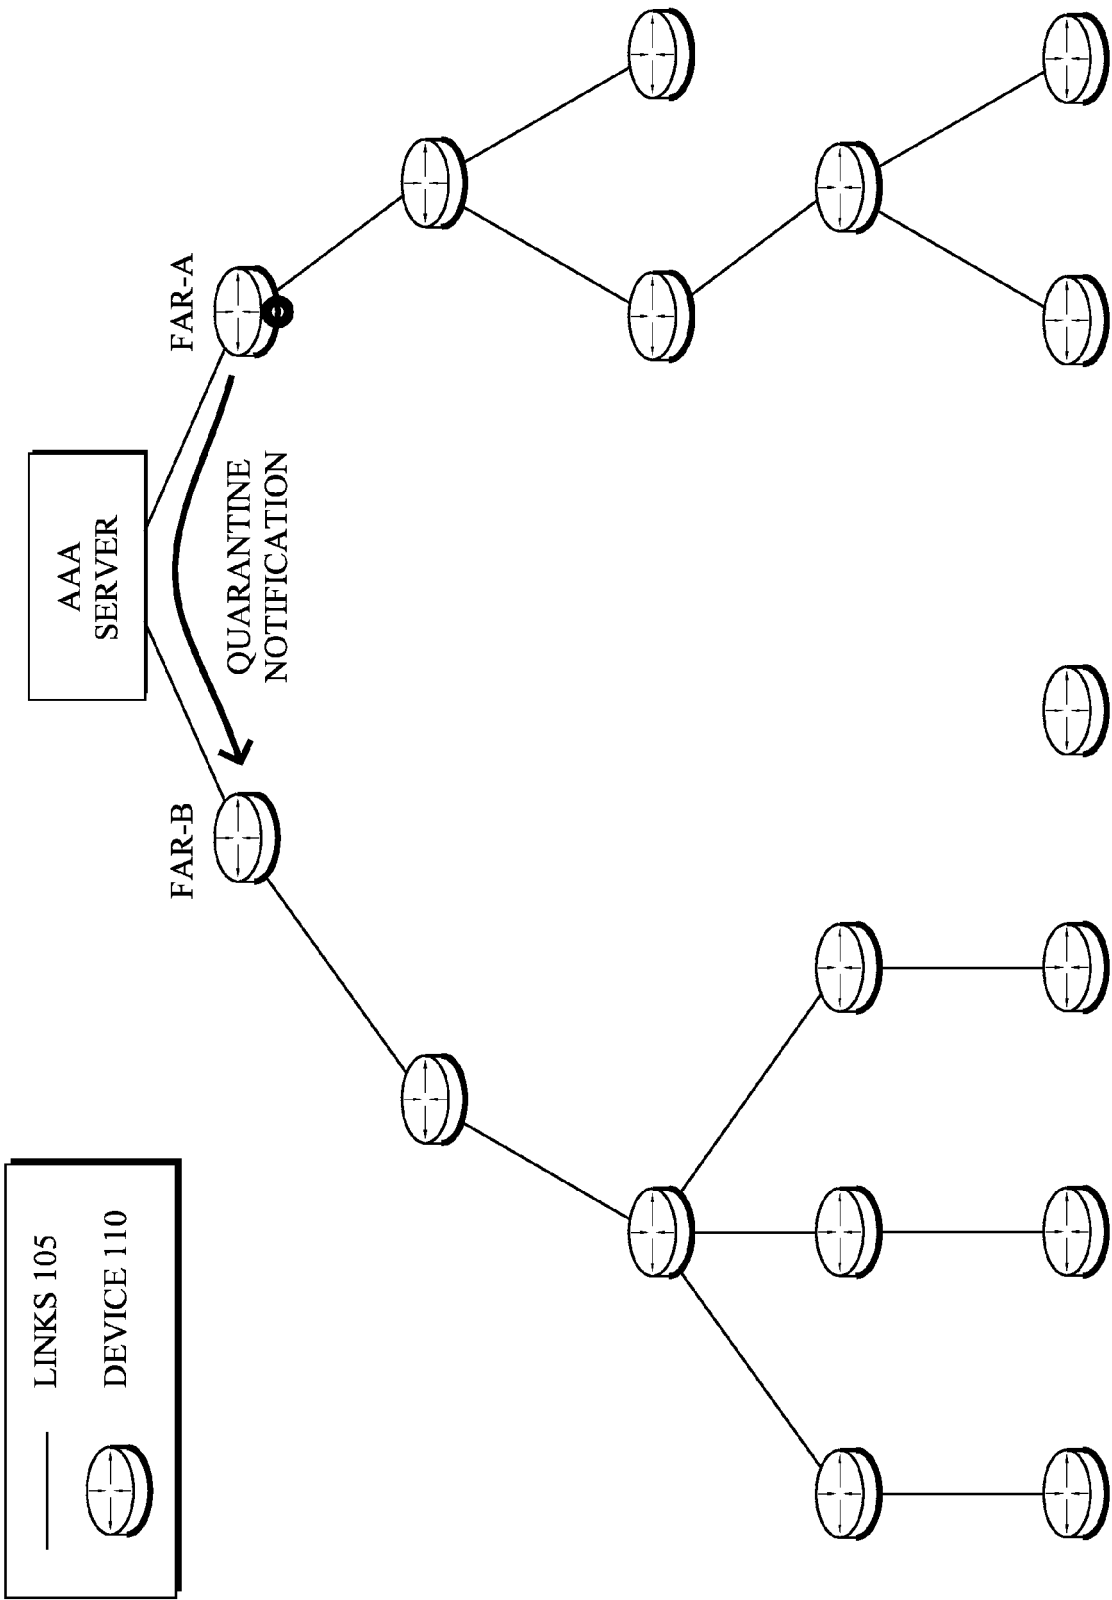 LINKS 105
DEVICE 110
AAA
SERVER
FAR-B
FAR-A
QUARANTINE
NOTIFICATION